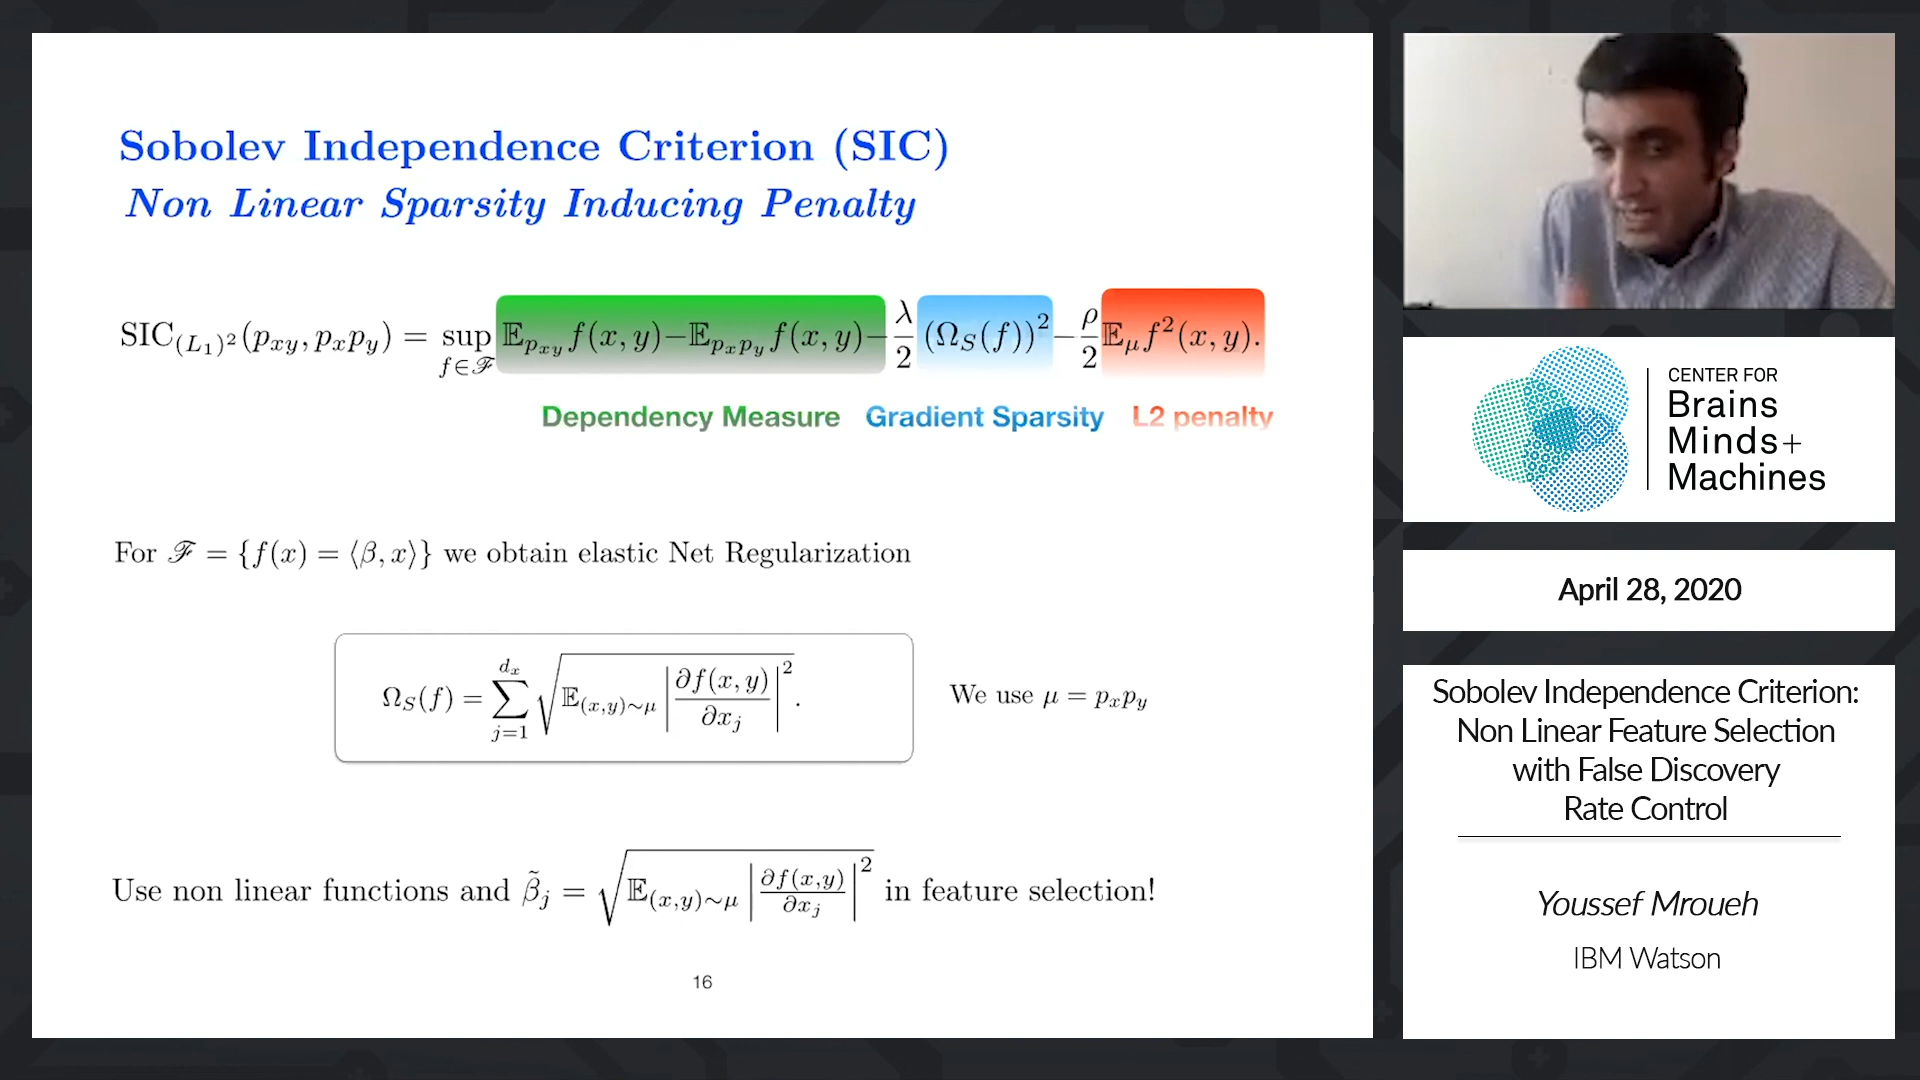 Sobolev Independence Criterion (SIC)
Non Linear Sparsity Inducing Penalty
SIC_{(L_1)^2}(p_{xy}, p_x p_y) = sup_{f∈ℱ} 𝔼_{p_{xy}} f(x, y) − 𝔼_{p_x p_y} f(x, y) − λ/2 (Ω_S(f))^2 − ρ/2 𝔼_μ f^2(x, y).
Dependency Measure Gradient Sparsity L2 penalty
For ℱ = {f(x) = ⟨β, x⟩} we obtain elastic Net Regularization
Ω_S(f) = ∑_{j=1}^{d_x} √(𝔼_{(x,y)∼μ} |∂f(x, y)/∂x_j|^2). We use μ = p_x p_y
Use non linear functions and β̃_j = √(𝔼_{(x,y)∼μ} |∂f(x,y)/∂x_j|^2) in feature selection!
16
CENTER FOR
Brains
Minds+
Machines
April 28, 2020
Sobolev Independence Criterion:
Non Linear Feature Selection
with False Discovery
Rate Control
Youssef Mroueh
IBM Watson